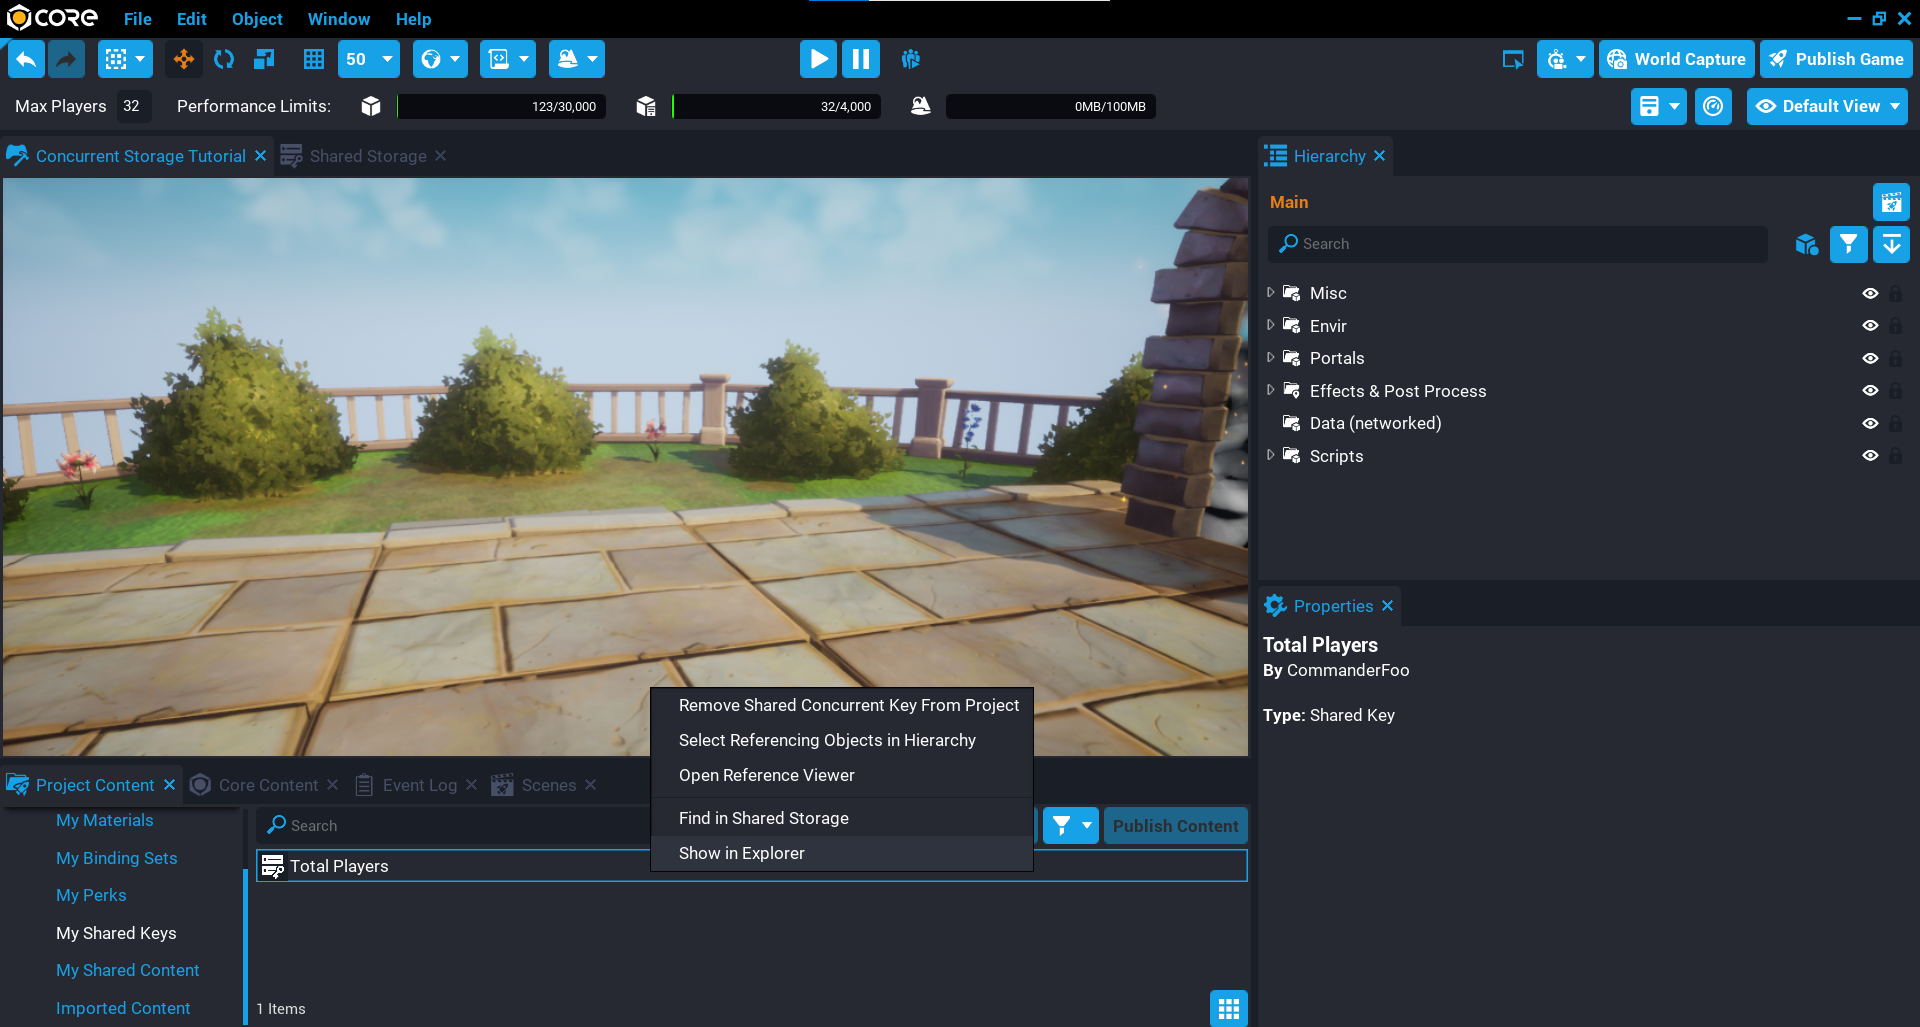 CORE File Edit Object Window Help
50 World Capture Publish Game
Max Players 32 Performance Limits: 123/30,000 32/4,000 0MB/100MB Default View
Concurrent Storage Tutorial Shared Storage
Hierarchy
Main
Search
Misc
Envir
Portals
Effects & Post Process
Data (networked)
Scripts
Properties
Total Players
By CommanderFoo
Type: Shared Key
Remove Shared Concurrent Key From Project
Select Referencing Objects in Hierarchy
Open Reference Viewer
Find in Shared Storage
Show in Explorer
Project Content Core Content Event Log Scenes
My Materials
My Binding Sets
My Perks
My Shared Keys
My Shared Content
Imported Content
Search Publish Content
Total Players
1 Items